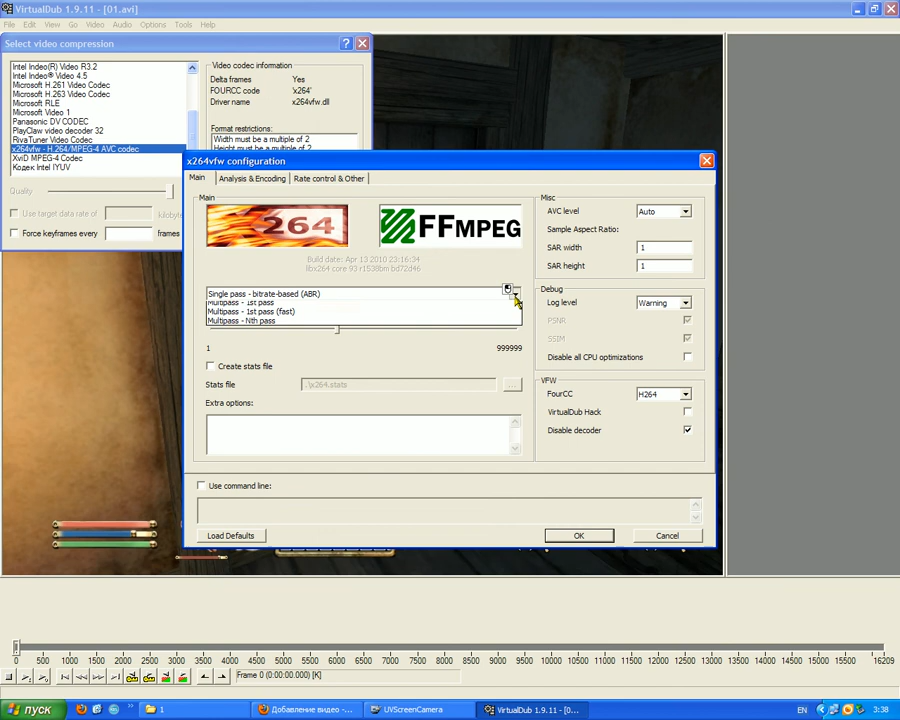 VirtualDub 1.9.11 - [01.avi]
File Edit View Go Video Audio Options Tools Help
Select video compression
Intel Indeo(R) Video R3.2
Intel Indeo® Video 4.5
Microsoft H.261 Video Codec
Microsoft H.263 Video Codec
Microsoft RLE
Microsoft Video 1
Panasonic DV CODEC
PlayClaw video decoder 32
RivaTuner Video Codec
x264vfw - H.264/MPEG-4 AVC codec
XviD MPEG-4 Codec
Кодек Intel IYUV
Video codec information
Delta frames Yes
FOURCC code 'x264'
Driver name x264vfw.dll
Format restrictions:
Width must be a multiple of 2
Height must be a multiple of 2
Quality
Use target data rate of kilobyte
Force keyframes every frames
x264vfw configuration
Main Analysis & Encoding Rate control & Other
Main
264
FFMPEG
Build date: Apr 13 2010 23:16:34
libx264 core 93 r1538bm bd72d46
Single pass - bitrate-based (ABR)
Multipass - 1st pass
Multipass - 1st pass (fast)
Multipass - Nth pass
1 999999
Create stats file
Stats file .\x264.stats ...
Extra options:
Misc
AVC level Auto
Sample Aspect Ratio:
SAR width 1
SAR height 1
Debug
Log level Warning
PSNR
SSIM
Disable all CPU optimizations
VFW
FourCC H264
VirtualDub Hack
Disable decoder
Use command line:
Load Defaults OK Cancel
0 500 1000 1500 2000 2500 3000 3500 4000 4500 5000 5500 6000 6500 7000 7500 8000 8500 9000 9500 10000 10500 11000 11500 12000 12500 13000 13500 14000 14500 15000 15500 16209
Frame 0 (0:00:00.000) [K]
пуск 1 Добавление видео -... UVScreenCamera VirtualDub 1.9.11 - [0... EN 3:38